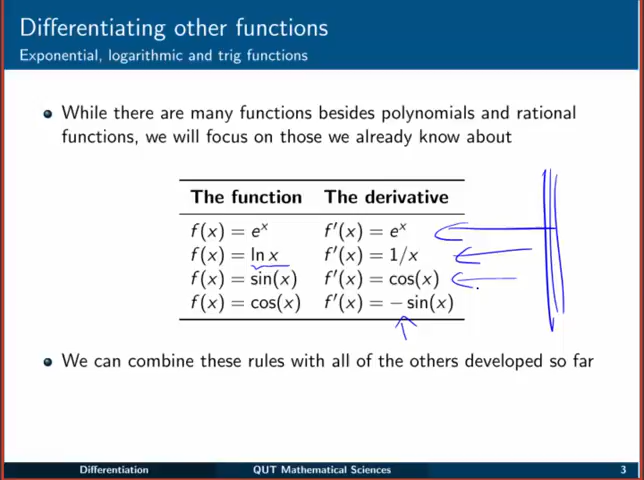 Differentiating other functions
Exponential, logarithmic and trig functions
While there are many functions besides polynomials and rational
functions, we will focus on those we already know about
The function The derivative
f(x) = eˣ f′(x) = eˣ
f(x) = ln x f′(x) = 1/x
f(x) = sin(x) f′(x) = cos(x)
f(x) = cos(x) f′(x) = − sin(x)
We can combine these rules with all of the others developed so far
Differentiation QUT Mathematical Sciences 3